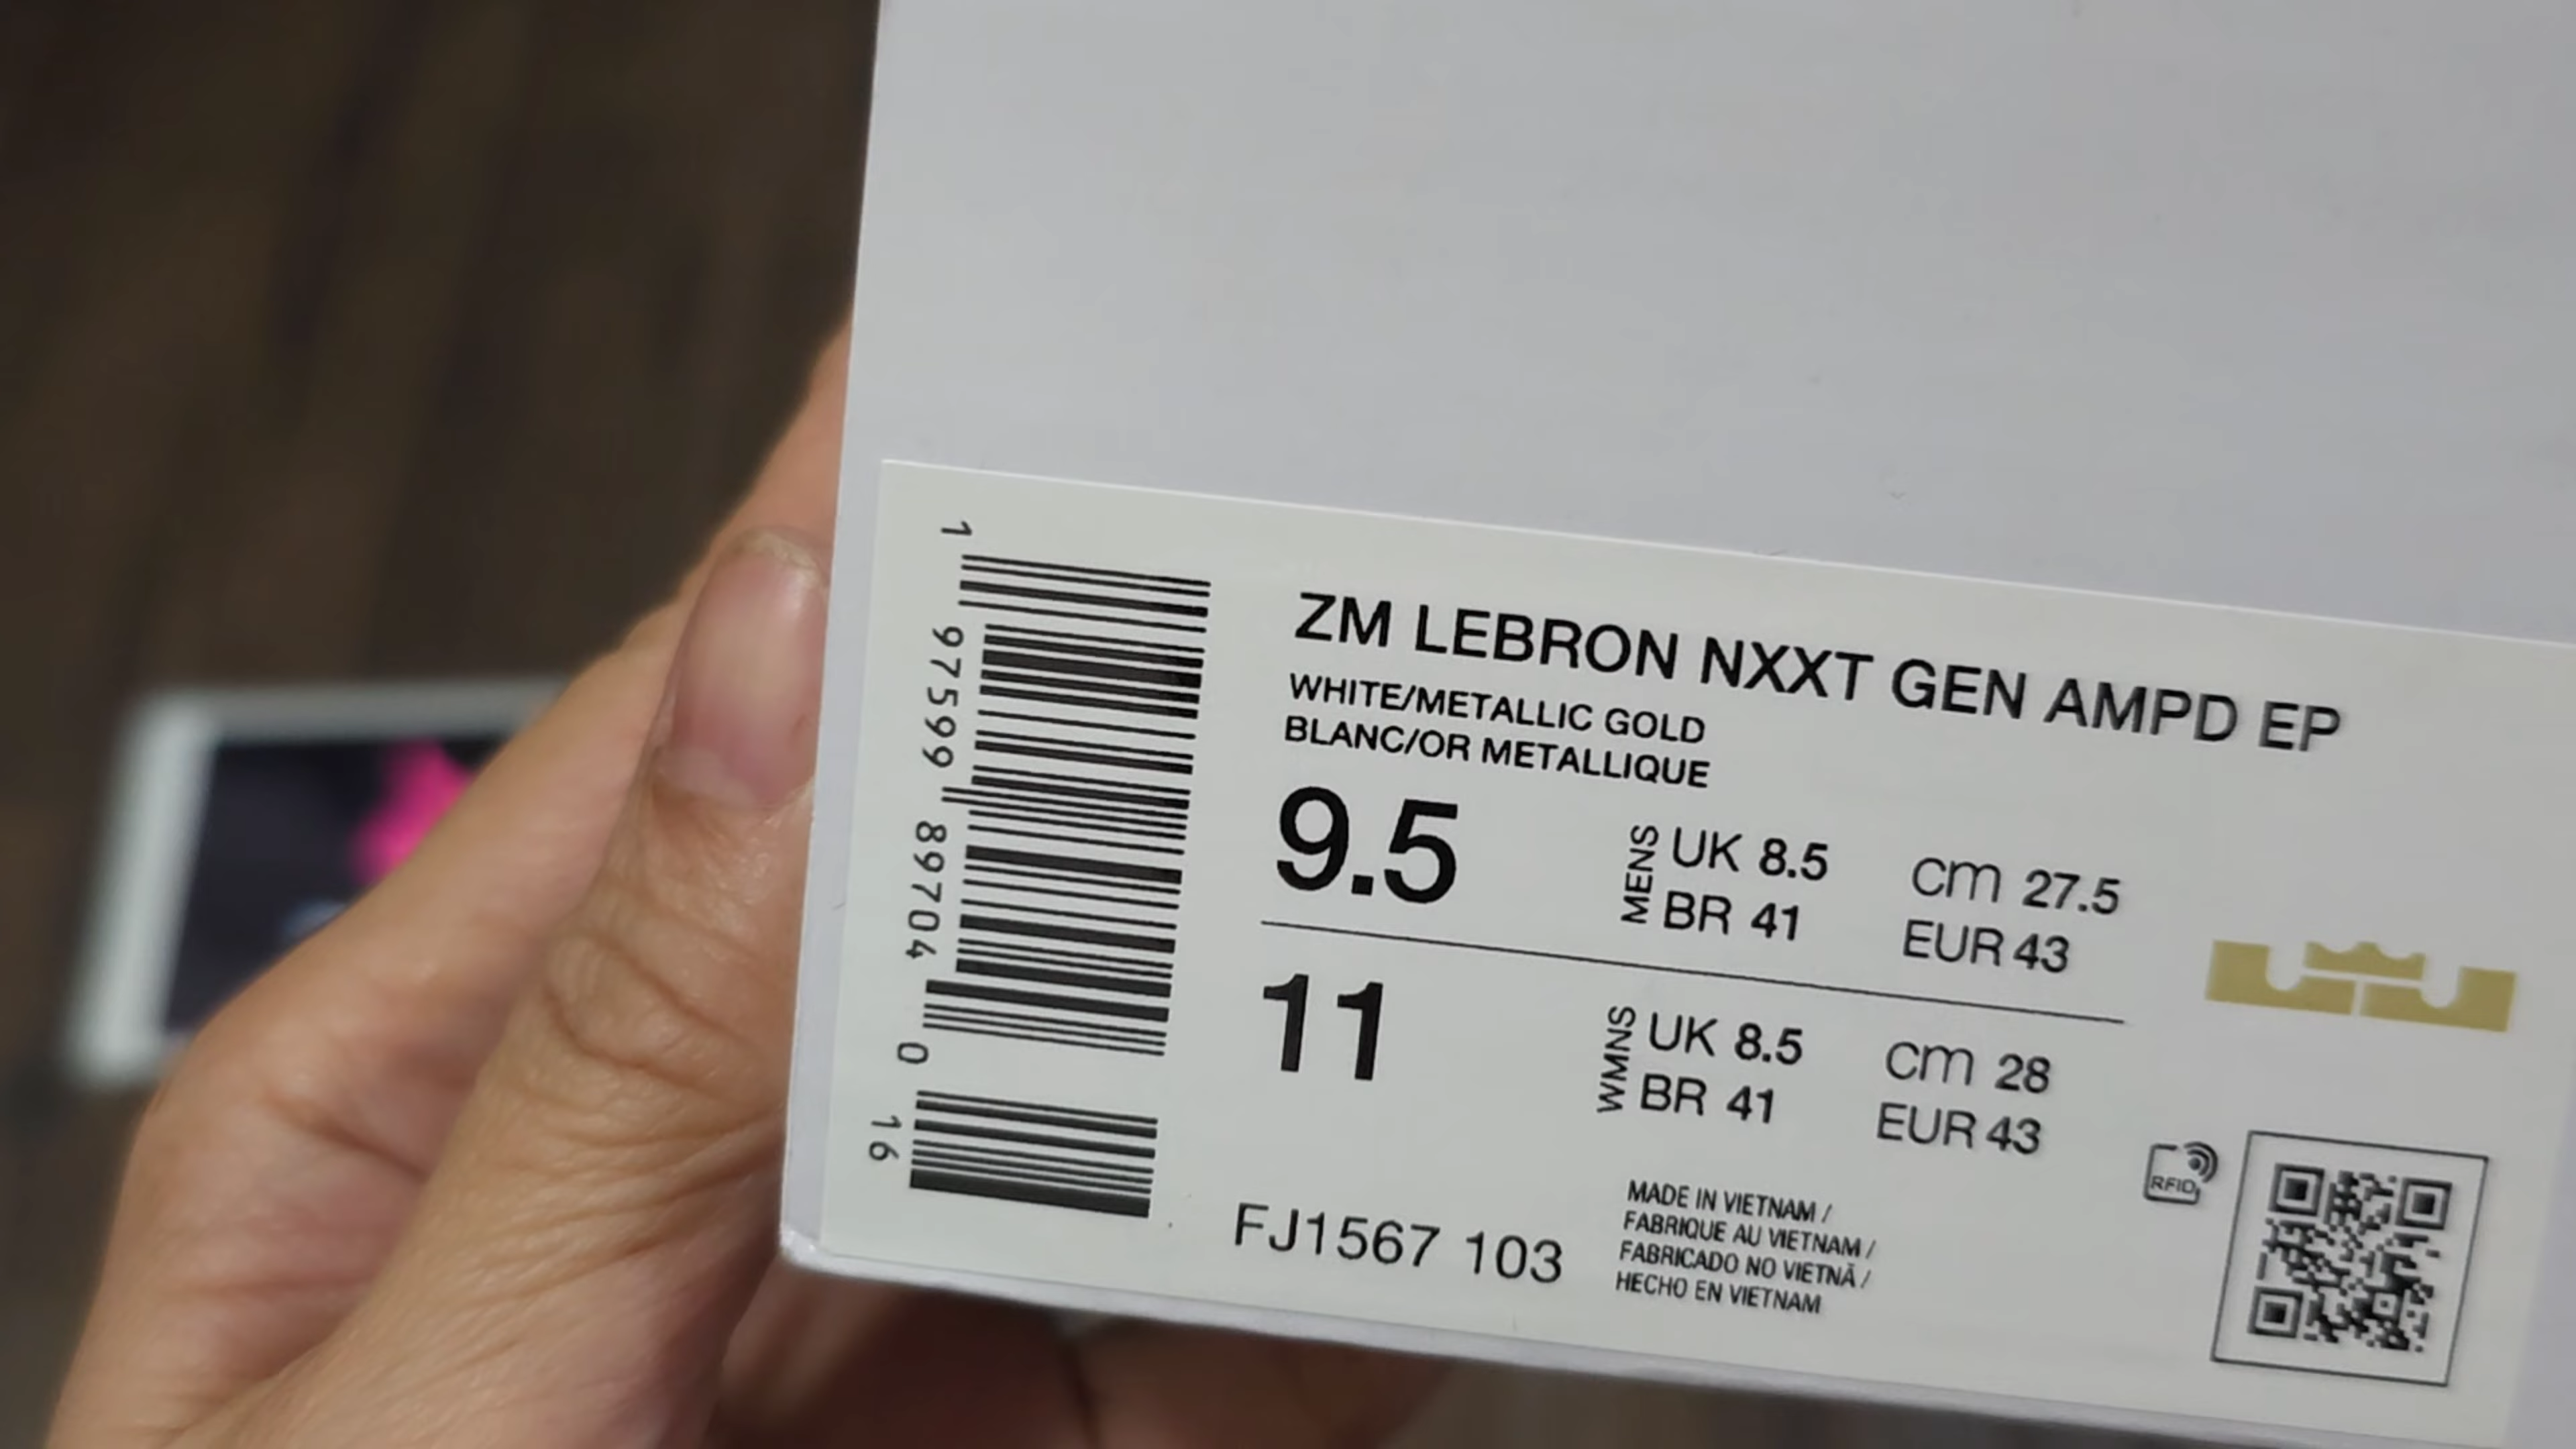 ZM LEBRON NXXT GEN AMPD EP
WHITE/METALLIC GOLD
BLANC/OR METALLIQUE
9.5
MENS
UK 8.5
cm 27.5
BR 41
EUR 43
11
WMNS
UK 8.5
cm 28
BR 41
EUR 43
FJ1567 103
MADE IN VIETNAM /
FABRIQUE AU VIETNAM /
FABRICADO NO VIETNÃ /
HECHO EN VIETNAM
RFID
1 97599 89704 0
16